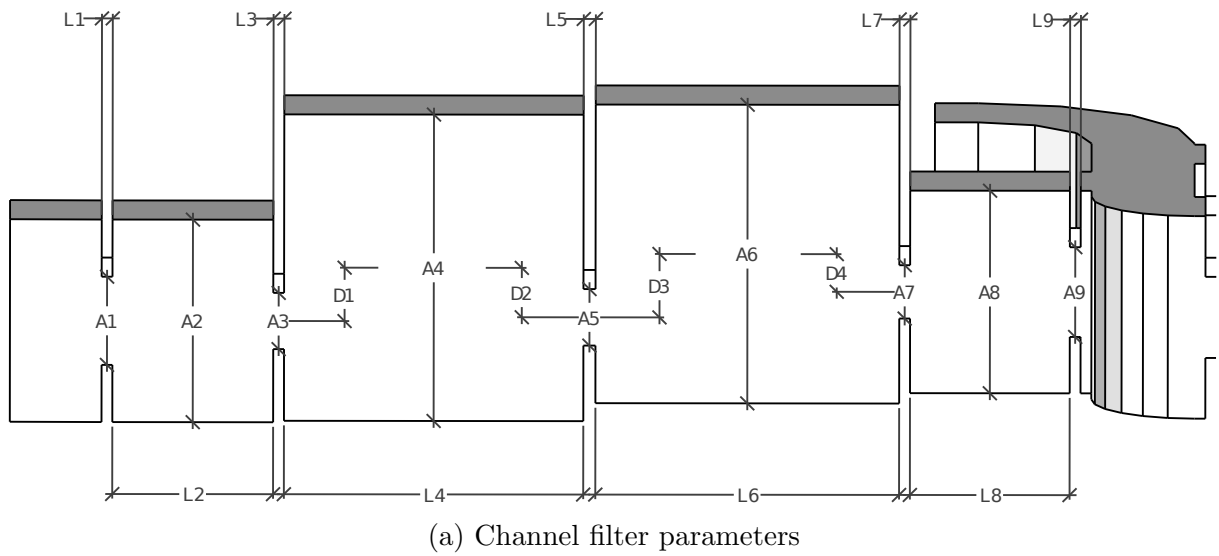 L1 L3 L5 L7 L9
A4 A6
D1 D2 D3 D4
A1 A2 A3 A5 A7 A8 A9
L2 L4 L6 L8
(a) Channel filter parameters